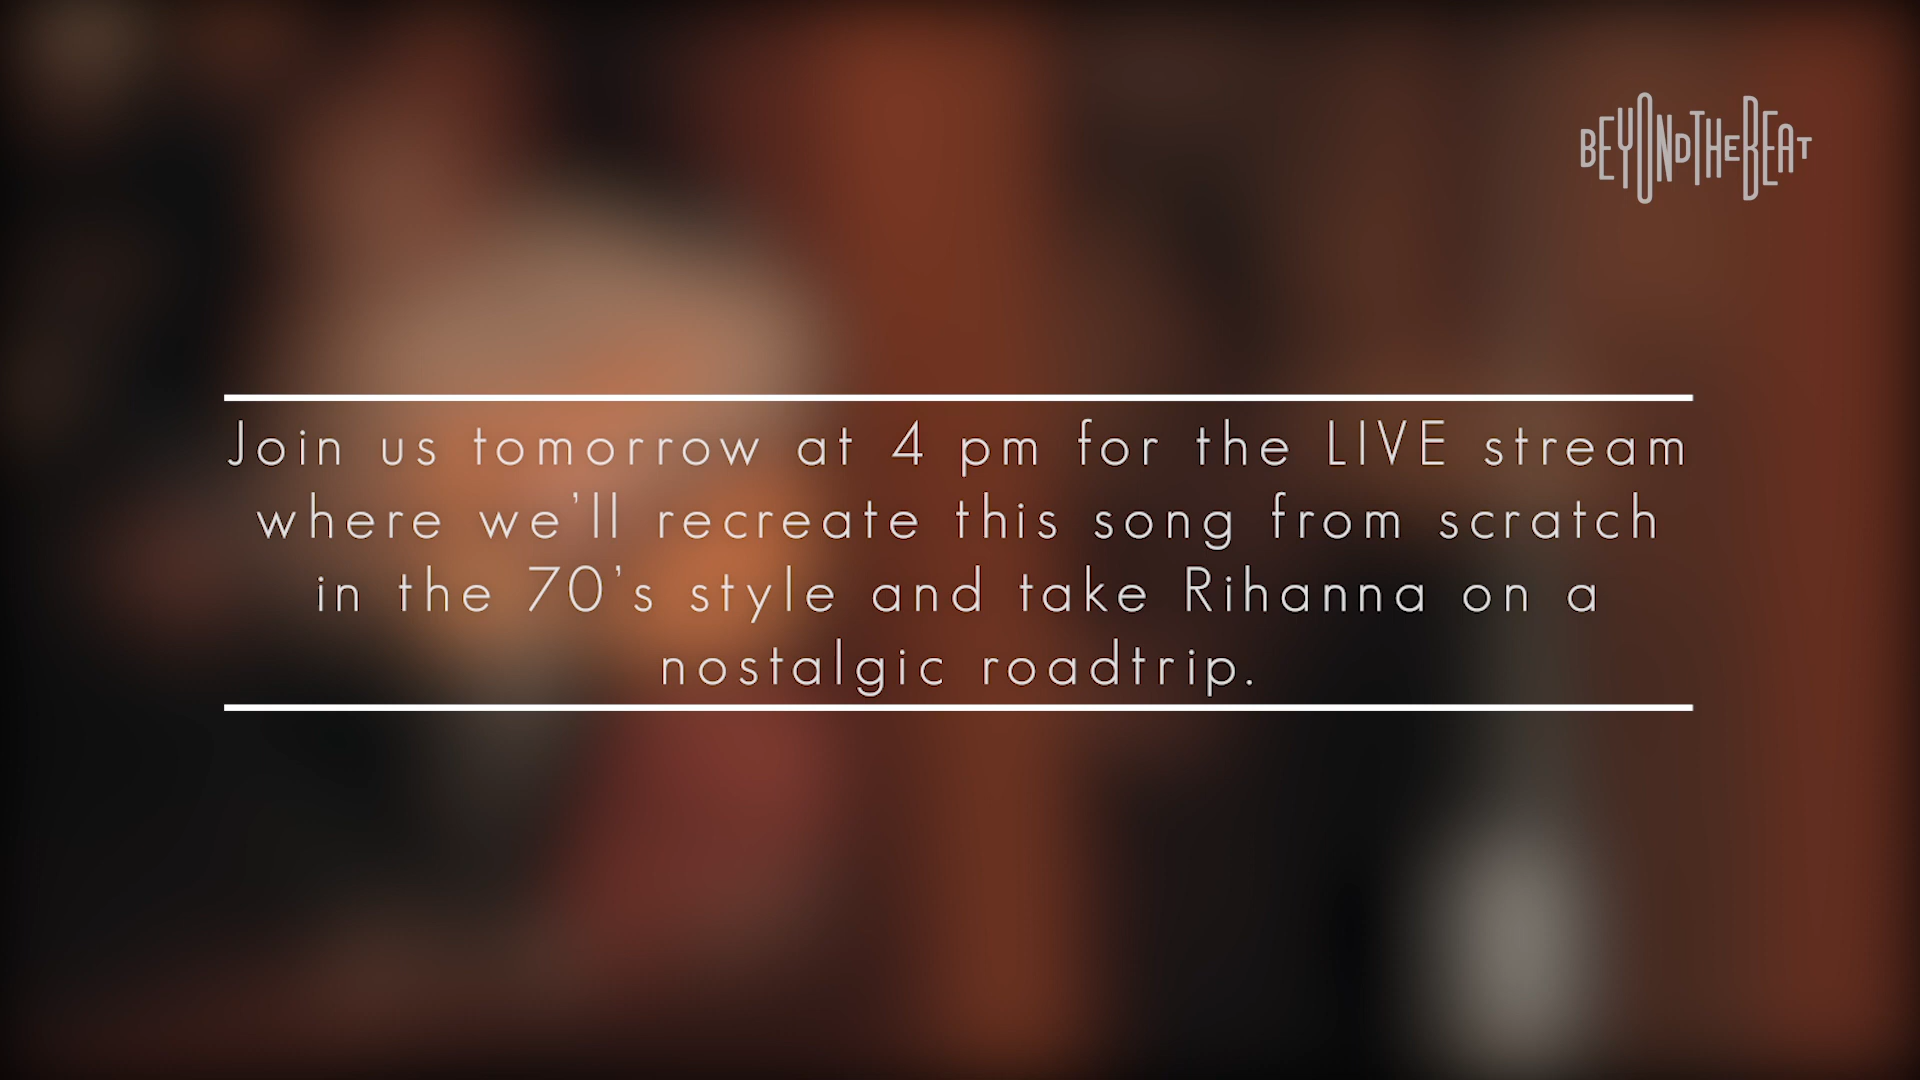 BEYONDTHEBEAT
Join us tomorrow at 4 pm for the LIVE stream
where we'll recreate this song from scratch
in the 70's style and take Rihanna on a
nostalgic roadtrip.